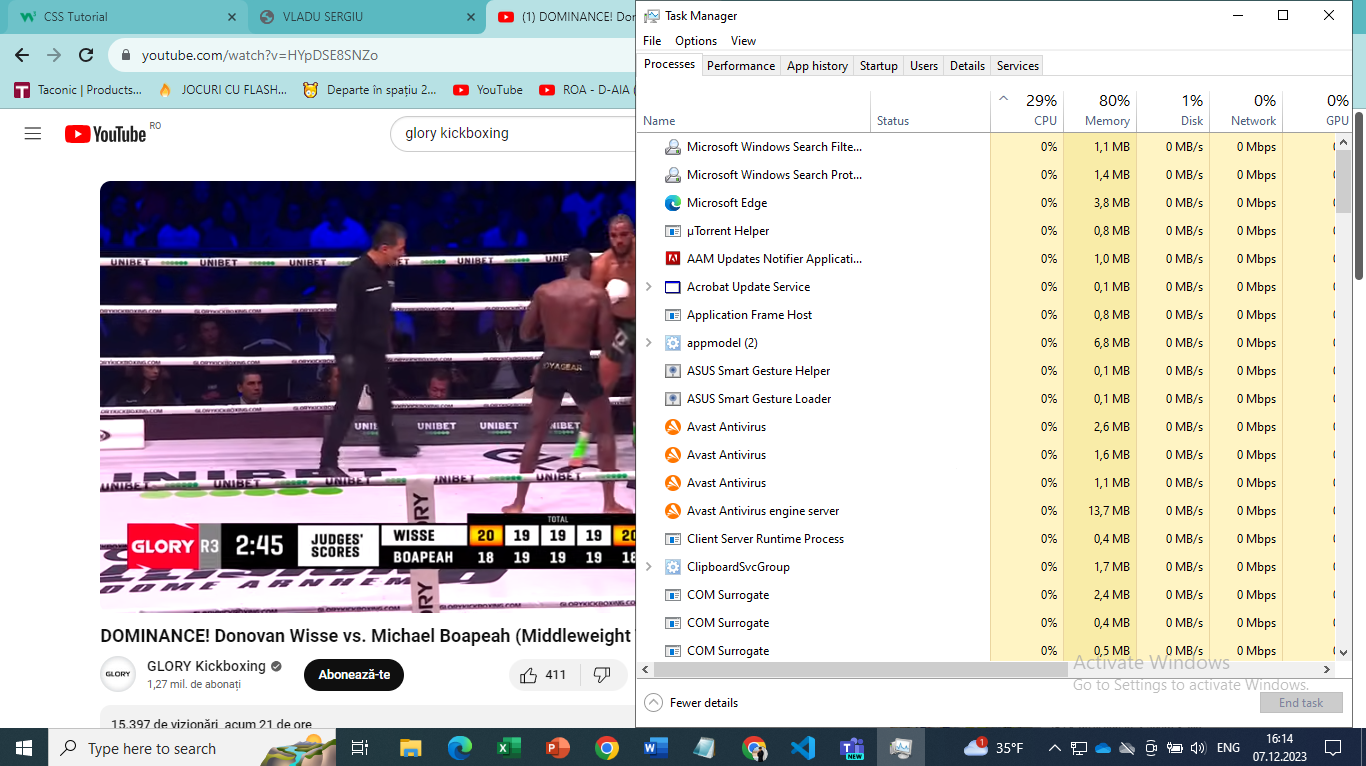 CSS Tutorial
VLADU SERGIU
(1) DOMINANCE! Dono
youtube.com/watch?v=HYpDSE8SNZo
Taconic | Products...
JOCURI CU FLASH...
Departe în spațiu 2...
YouTube
ROA - D-AIA (
YouTube RO
glory kickboxing
UNIBET
UNIBET
UNIBET
UNIBET
UNIBET
UNIBET
GLORY
GLORY R3 2:45
JUDGES' SCORES
TOTAL
WISSE 20 19 19 19 20
BOAPEAH 18 19 19 19 18
DOMINANCE! Donovan Wisse vs. Michael Boapeah (Middleweight
GLORY
GLORY Kickboxing
1,27 mil. de abonați
Abonează-te
411
15.397 de vizionări acum 21 de ore
Task Manager
File Options View
Processes Performance App history Startup Users Details Services
29% 80% 1% 0% 0%
Name Status CPU Memory Disk Network GPU
Microsoft Windows Search Filte... 0% 1,1 MB 0 MB/s 0 Mbps
Microsoft Windows Search Prot... 0% 1,4 MB 0 MB/s 0 Mbps
Microsoft Edge 0% 3,8 MB 0 MB/s 0 Mbps
µTorrent Helper 0% 0,8 MB 0 MB/s 0 Mbps
AAM Updates Notifier Applicati... 0% 1,0 MB 0 MB/s 0 Mbps
Acrobat Update Service 0% 0,1 MB 0 MB/s 0 Mbps
Application Frame Host 0% 0,8 MB 0 MB/s 0 Mbps
appmodel (2) 0% 6,8 MB 0 MB/s 0 Mbps
ASUS Smart Gesture Helper 0% 0,1 MB 0 MB/s 0 Mbps
ASUS Smart Gesture Loader 0% 0,1 MB 0 MB/s 0 Mbps
Avast Antivirus 0% 2,6 MB 0 MB/s 0 Mbps
Avast Antivirus 0% 1,6 MB 0 MB/s 0 Mbps
Avast Antivirus 0% 1,1 MB 0 MB/s 0 Mbps
Avast Antivirus engine server 0% 13,7 MB 0 MB/s 0 Mbps
Client Server Runtime Process 0% 0,4 MB 0 MB/s 0 Mbps
ClipboardSvcGroup 0% 1,7 MB 0 MB/s 0 Mbps
COM Surrogate 0% 2,4 MB 0 MB/s 0 Mbps
COM Surrogate 0% 0,4 MB 0 MB/s 0 Mbps
COM Surrogate 0% 0,5 MB 0 MB/s 0 Mbps
Activate Windows
Go to Settings to activate Windows.
Fewer details
End task
Type here to search
NEW
1
35°F
ENG
16:14
07.12.2023